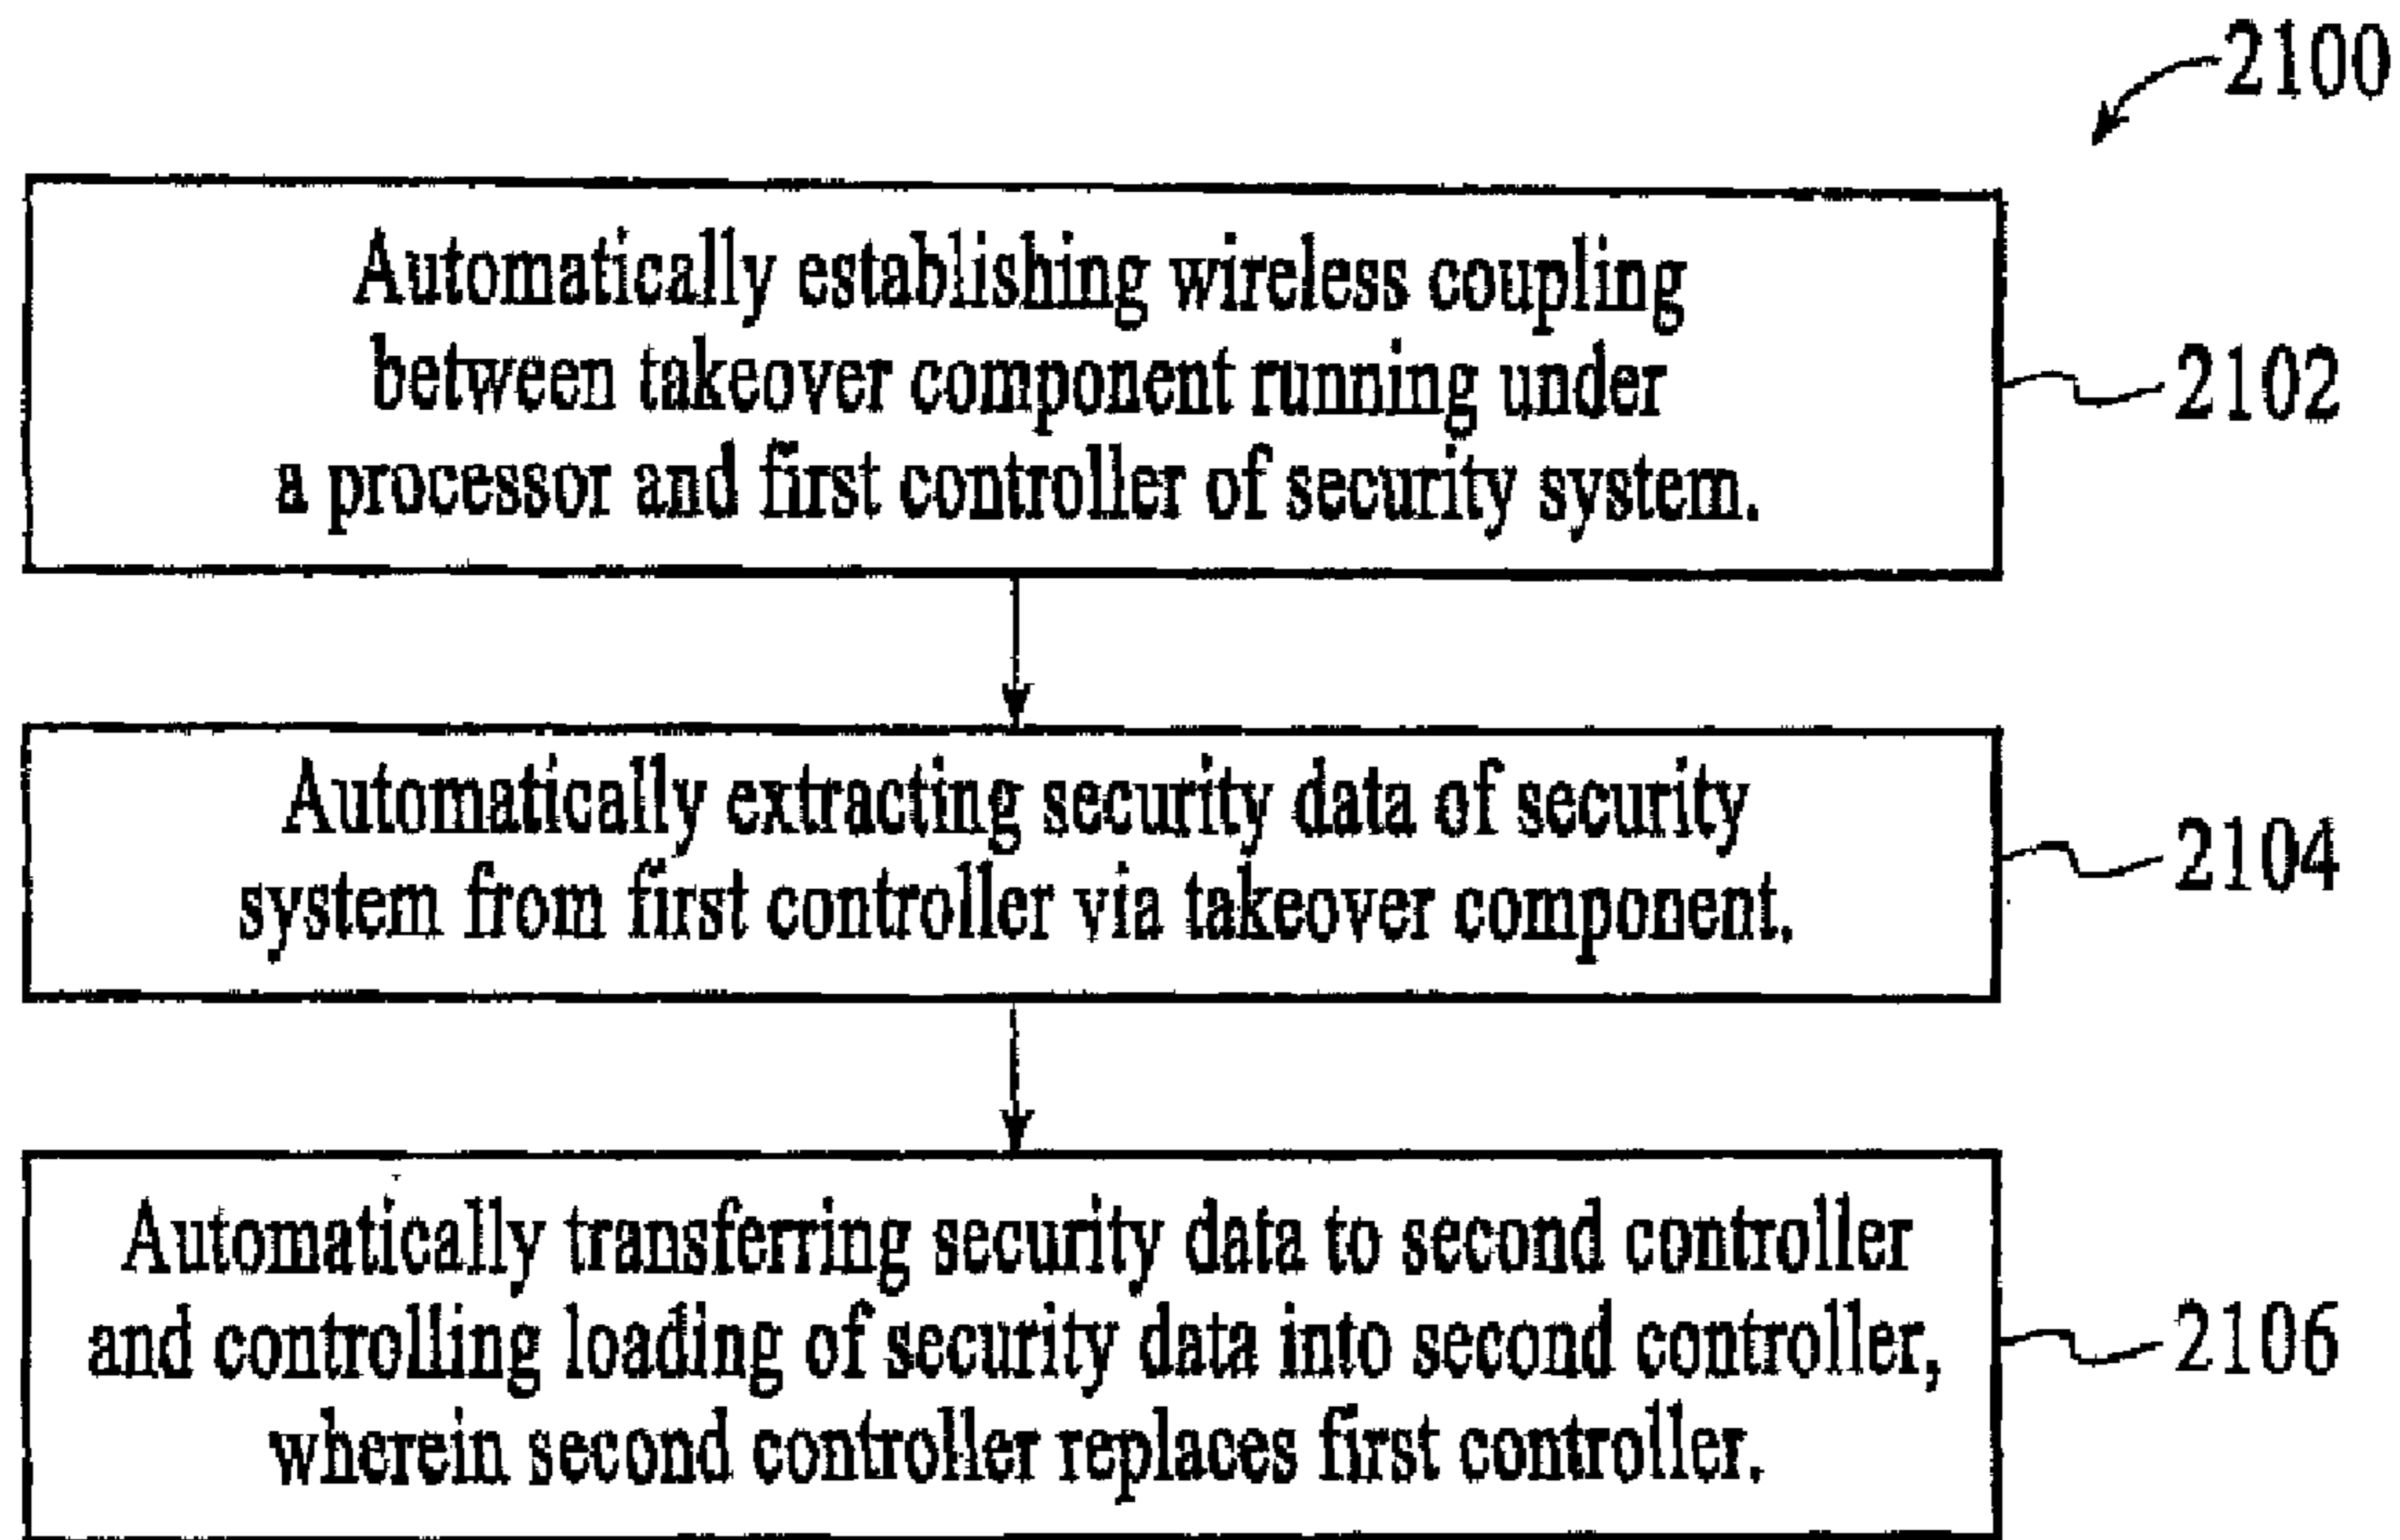 2100
Automatically establishing wireless coupling
between takeover component running under
a processor and first controller of security system.
2102
Automatically extracting security data of security
system from first controller via takeover component.
2104
Automatically transferring security data to second controller
and controlling loading of security data into second controller,
wherein second controller replaces first controller.
2106